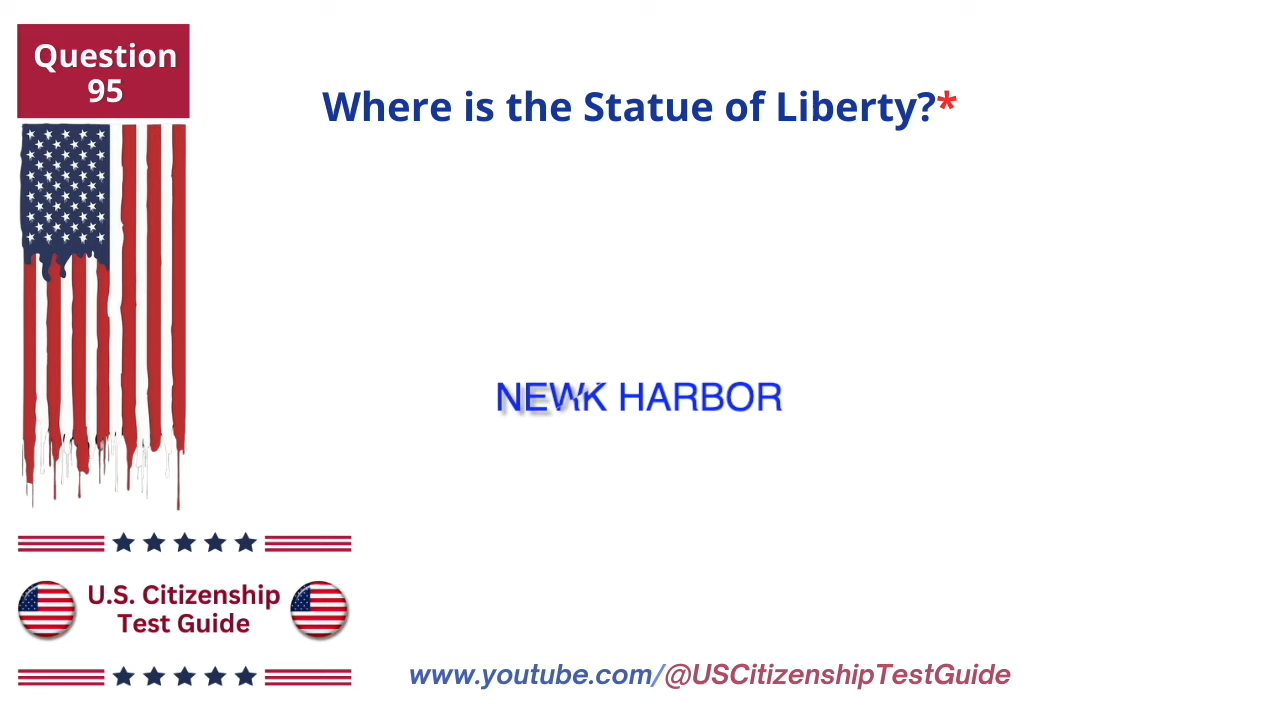 Question
95
Where is the Statue of Liberty?*
NEWK HARBOR
U.S. Citizenship
Test Guide
www.youtube.com/@USCitizenshipTestGuide